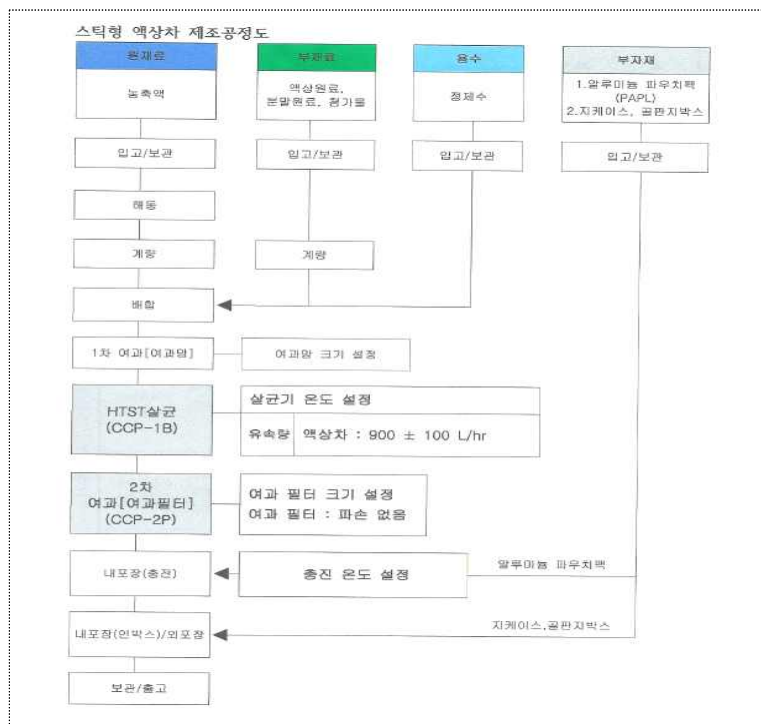 스틱형 액상차 제조공정도
원재료
부재료
용수
부자재
농축액
액상원료,
분말원료, 첨가물
정제수
1.알루미늄 파우치팩
(PAPL)
2.지케이스, 골판지박스
입고/보관
입고/보관
입고/보관
입고/보관
해동
계량
계량
배합
1차 여과[여과망]
여과망 크기 설정
HTST살균
(CCP-1B)
살균기 온도 설정
유속량
액상차 : 900 ± 100 L/hr
2차
여과[여과필터]
(CCP-2P)
여과 필터 크기 설정
여과 필터 : 파손 없음
내포장(충전)
충진 온도 설정
알루미늄 파우치팩
내포장(인박스)/외포장
지케이스,골판지박스
보관/출고